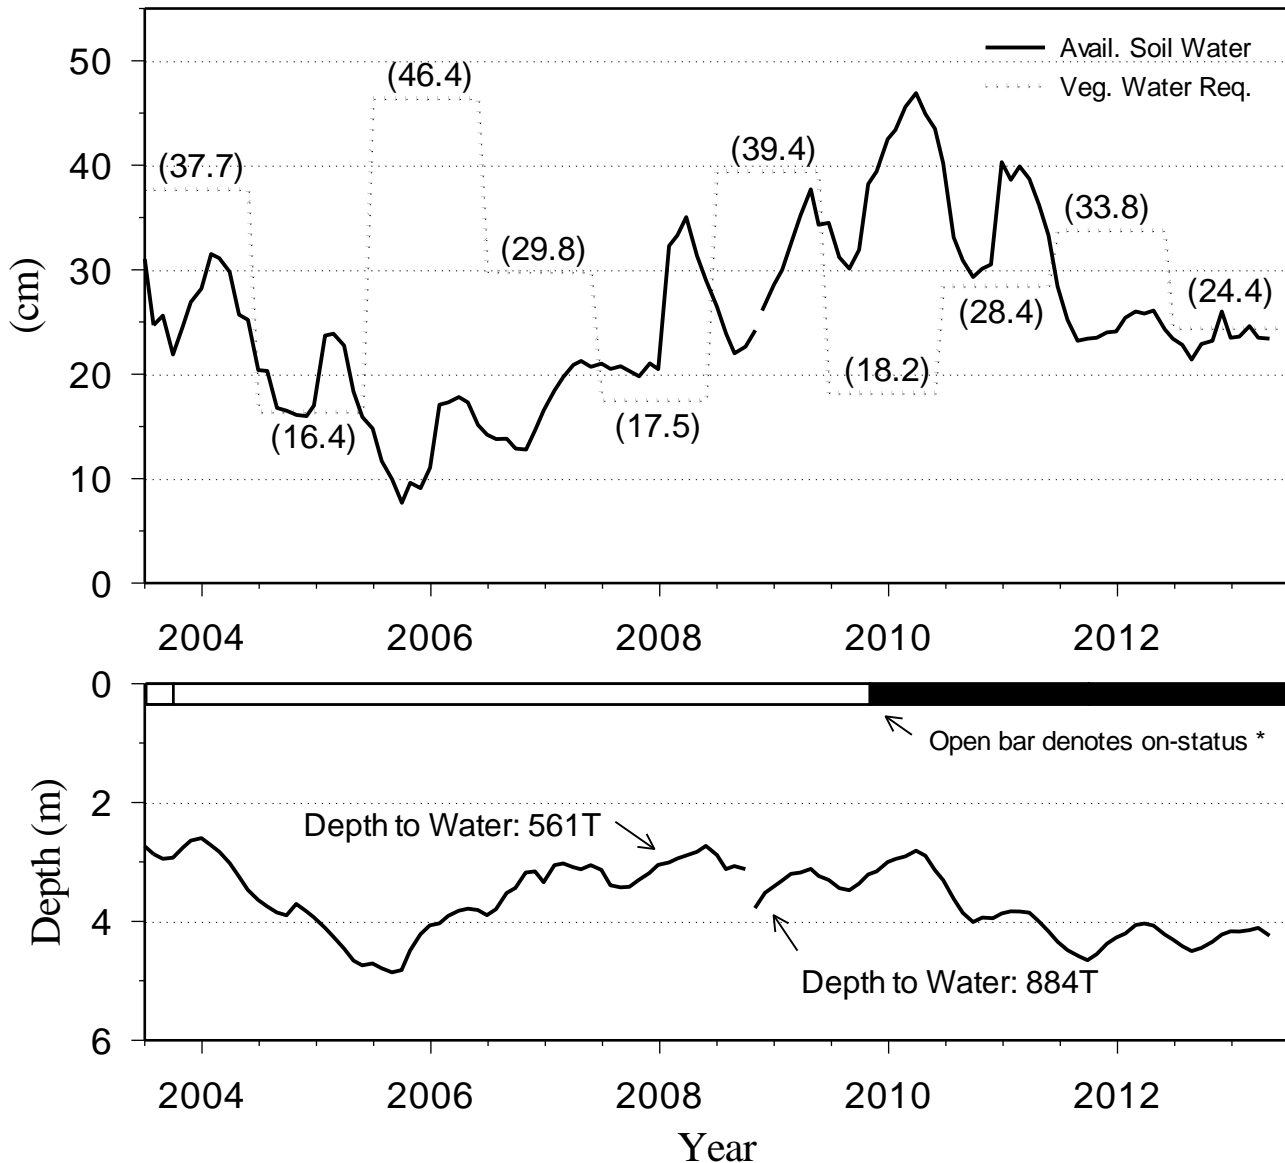 Avail. Soil Water
Veg. Water Req.
50
40
30
20
10
0
(cm)
(37.7)
(16.4)
(46.4)
(29.8)
(17.5)
(39.4)
(18.2)
(28.4)
(33.8)
(24.4)
2004 2006 2008 2010 2012
0
2
4
6
Depth (m)
Open bar denotes on-status *
Depth to Water: 561T
Depth to Water: 884T
2004 2006 2008 2010 2012
Year